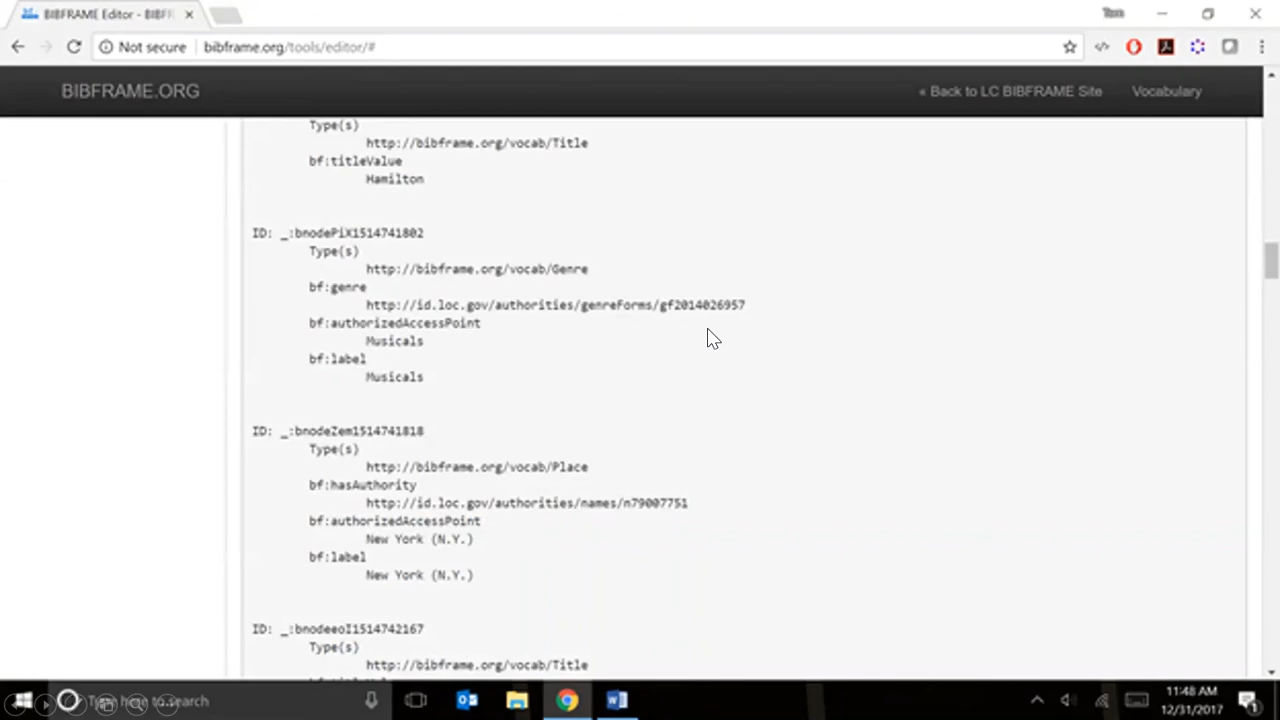 BIBFRAME Editor - BIBFR
Tom
Not secure bibframe.org/tools/editor/#
BIBFRAME.ORG
« Back to LC BIBFRAME Site Vocabulary
Type(s)
http://bibframe.org/vocab/Title
bf:titleValue
Hamilton
ID: _:bnodePiX1514741802
Type(s)
http://bibframe.org/vocab/Genre
bf:genre
http://id.loc.gov/authorities/genreForms/gf2014026957
bf:authorizedAccessPoint
Musicals
bf:label
Musicals
ID: _:bnodeZem1514741818
Type(s)
http://bibframe.org/vocab/Place
bf:hasAuthority
http://id.loc.gov/authorities/names/n79007751
bf:authorizedAccessPoint
New York (N.Y.)
bf:label
New York (N.Y.)
ID: _:bnodeeoI1514742167
Type(s)
http://bibframe.org/vocab/Title
Type here to search
11:48 AM
12/31/2017